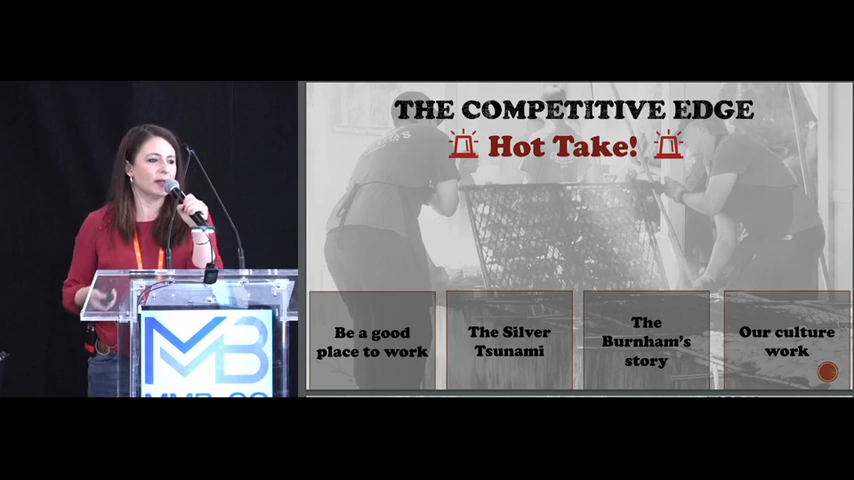 THE COMPETITIVE EDGE
Hot Take!
Be a good
place to work
The Silver
Tsunami
The
Burnham's
story
Our culture
work
MB